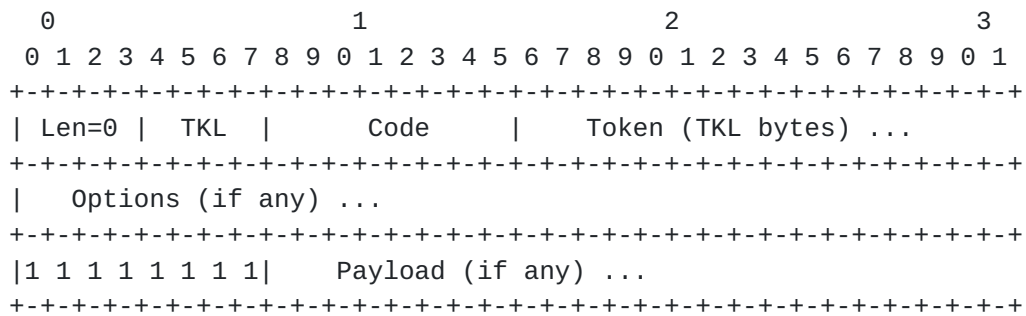 0                   1                   2                   3
 0 1 2 3 4 5 6 7 8 9 0 1 2 3 4 5 6 7 8 9 0 1 2 3 4 5 6 7 8 9 0 1
+-+-+-+-+-+-+-+-+-+-+-+-+-+-+-+-+-+-+-+-+-+-+-+-+-+-+-+-+-+-+-+-+
| Len=0 |  TKL  |      Code     |    Token (TKL bytes) ...
+-+-+-+-+-+-+-+-+-+-+-+-+-+-+-+-+-+-+-+-+-+-+-+-+-+-+-+-+-+-+-+-+
|   Options (if any) ...
+-+-+-+-+-+-+-+-+-+-+-+-+-+-+-+-+-+-+-+-+-+-+-+-+-+-+-+-+-+-+-+-+
|1 1 1 1 1 1 1 1|    Payload (if any) ...
+-+-+-+-+-+-+-+-+-+-+-+-+-+-+-+-+-+-+-+-+-+-+-+-+-+-+-+-+-+-+-+-+